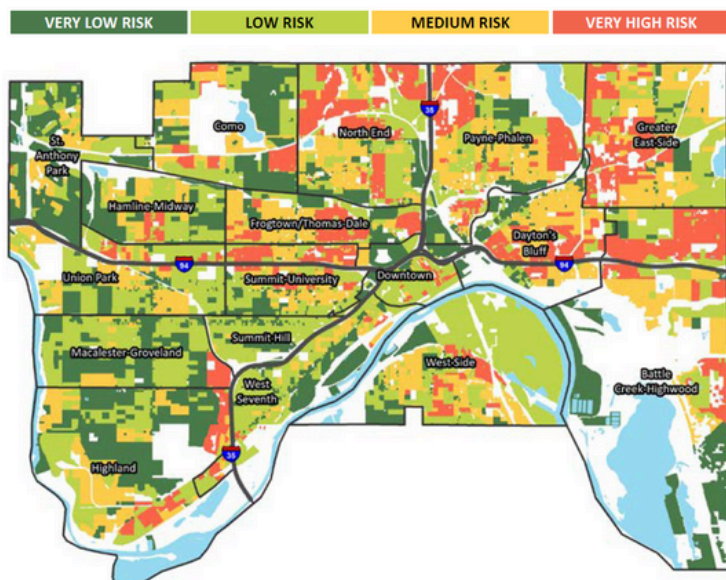 VERY LOW RISK
LOW RISK
MEDIUM RISK
VERY HIGH RISK
St.
Anthony
Park
Como
North End
35
Payne-Phalen
Greater
East-Side
Hamline-Midway
Frogtown/Thomas-Dale
Dayton's
Bluff
Union Park
94
Summit-University
Downtown
94
Macalester-Groveland
Summit-Hill
West
Seventh
West-Side
Battle
Creek-Highwood
Highland
35